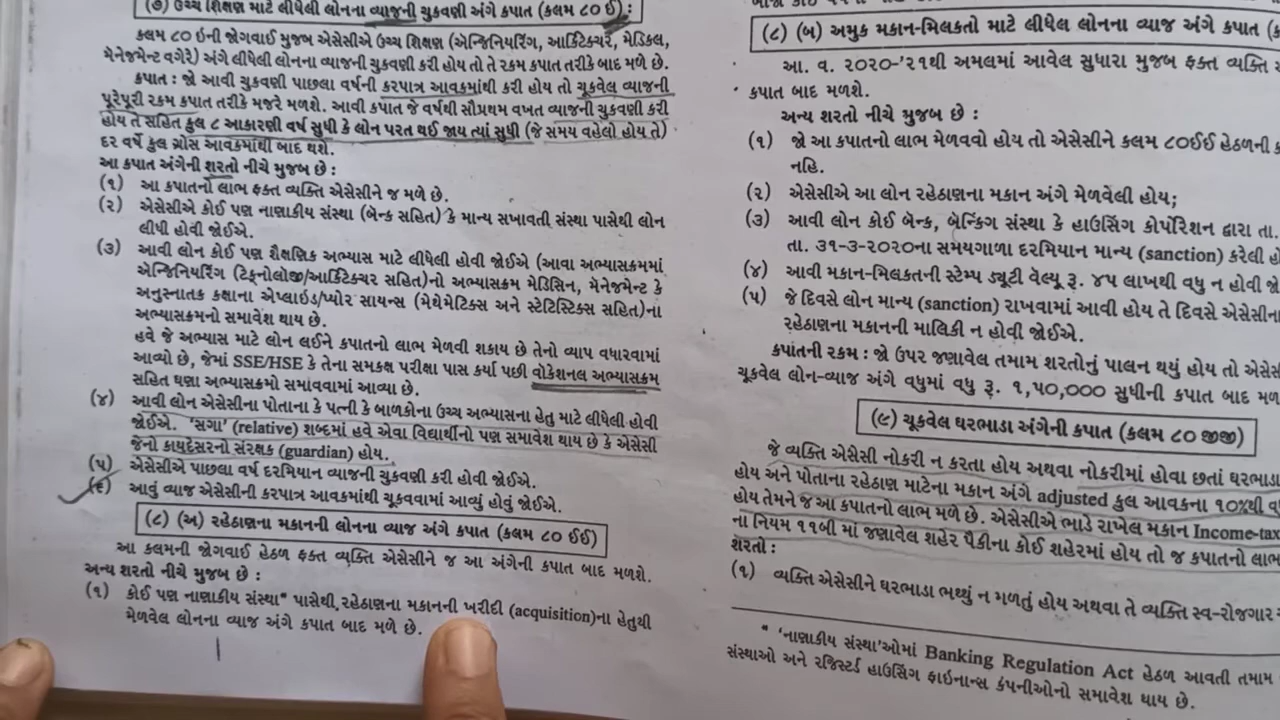 (૭) ઉચ્ચ શિક્ષણ માટે લીધેલી લોનના વ્યાજની ચુકવણી અંગે કપાત (કલમ ૮૦ ઈ) :
કલમ ૮૦ ઇની જોગવાઈ મુજબ એસેસીએ ઉચ્ચ શિક્ષણ (એન્જિનિયરિંગ, આર્કિટેક્ચર, મેડિકલ,
મેનેજમેન્ટ વગેરે) અંગે લીધેલી લોનના વ્યાજની ચુકવણી કરી હોય તો તે રકમ કપાત તરીકે બાદ મળે છે.
કપાત : જો આવી ચુકવણી પાછલા વર્ષની કરપાત્ર આવકમાંથી કરી હોય તો ચૂકવેલ વ્યાજની
પૂરેપૂરી રકમ કપાત તરીકે મજરે મળશે. આવી કપાત જે વર્ષથી સૌપ્રથમ વખત વ્યાજની ચુકવણી કરી
હોય તે સહિત કુલ ૮ આકારણી વર્ષ સુધી કે લોન પરત થઈ જાય ત્યાં સુધી (જે સમય વહેલો હોય તે)
દર વર્ષે કુલ ગ્રોસ આવકમાંથી બાદ થશે.
આ કપાત અંગેની શરતો નીચે મુજબ છે :
(૧) આ કપાતનો લાભ ફક્ત વ્યક્તિ એસેસીને જ મળે છે.
(૨) એસેસીએ કોઈ પણ નાણાકીય સંસ્થા (બેન્ક સહિત) કે માન્ય સખાવતી સંસ્થા પાસેથી લોન
લીધી હોવી જોઈએ.
(૩) આવી લોન કોઈ પણ શૈક્ષણિક અભ્યાસ માટે લીધેલી હોવી જોઈએ (આવા અભ્યાસક્રમમાં
એન્જિનિયરિંગ (ટેક્નોલોજી/આર્કિટેક્ચર સહિત)નો અભ્યાસક્રમ મેડિસિન, મેનેજમેન્ટ કે
અનુસ્નાતક કક્ષાના એપ્લાઇડ/પ્યોર સાયન્સ (મેથેમેટિક્સ અને સ્ટેટિસ્ટિક્સ સહિત)ના
અભ્યાસક્રમનો સમાવેશ થાય છે.
હવે જે અભ્યાસ માટે લોન લઈને કપાતનો લાભ મેળવી શકાય છે તેનો વ્યાપ વધારવામાં
આવ્યો છે, જેમાં SSE/HSE કે તેના સમકક્ષ પરીક્ષા પાસ કર્યા પછી વોકેશનલ અભ્યાસક્રમ
સહિત ઘણા અભ્યાસક્રમો સમાંવવામાં આવ્યા છે.
(૪) આવી લોન એસેસીના પોતાના કે પત્ની કે બાળકોના ઉચ્ચ અભ્યાસના હેતુ માટે લીધેલી હોવી
જોઈએ. ‘સગા’ (relative) શબ્દમાં હવે એવા વિદ્યાર્થીનો પણ સમાવેશ થાય છે કે એસેસી
જેનો કાયદેસરનો સંરક્ષક (guardian) હોય.
(૫) એસેસીએ પાછલા વર્ષ દરમિયાન વ્યાજની ચુકવણી કરી હોવી જોઈએ.
(૬) આવું વ્યાજ એસેસીની કરપાત્ર આવકમાંથી ચૂકવવામાં આવ્યું હોવું જોઈએ.
(૮) (અ) રહેઠાણના મકાનની લોનના વ્યાજ અંગે કપાત (કલમ ૮૦ ઈઈ)
આ કલમની જોગવાઈ હેઠળ ફક્ત વ્યક્તિ એસેસીને જ આ અંગેની કપાત બાદ મળશે.
અન્ય શરતો નીચે મુજબ છે :
(૧) કોઈ પણ નાણાકીય સંસ્થા* પાસેથી રહેઠાણના મકાનની ખરીદી (acquisition)ના હેતુથી
મેળવેલ લોનના વ્યાજ અંગે કપાત બાદ મળે છે.
(૮) (બ) અમુક મકાન-મિલકતો માટે લીધેલ લોનના વ્યાજ અંગે કપાત
આ. વ. ૨૦૨૦-’૨૧થી અમલમાં આવેલ સુધારા મુજબ ફક્ત વ્યક્તિ
કપાત બાદ મળશે.
અન્ય શરતો નીચે મુજબ છે :
(૧) જો આ કપાતનો લાભ મેળવવો હોય તો એસેસીને કલમ ૮૦ઈઈ હેઠળની
નહિ.
(૨) એસેસીએ આ લોન રહેઠાણના મકાન અંગે મેળવેલી હોય;
(૩) આવી લોન કોઈ બેન્ક, બેન્કિંગ સંસ્થા કે હાઉસિંગ કોર્પોરેશન દ્વારા તા.
તા. ૩૧-૩-૨૦૨૦ના સમયગાળા દરમિયાન માન્ય (sanction) કરેલી
(૪) આવી મકાન-મિલકતની સ્ટેમ્પ ડ્યૂટી વેલ્યૂ રૂ. ૪૫ લાખથી વધુ ન હોવી
(૫) જે દિવસે લોન માન્ય (sanction) રાખવામાં આવી હોય તે દિવસે એસેસીના
રહેઠાણના મકાનની માલિકી ન હોવી જોઈએ.
કપાતની રકમ : જો ઉપર જણાવેલ તમામ શરતોનું પાલન થયું હોય તો
ચૂકવેલ લોન-વ્યાજ અંગે વધુમાં વધુ રૂ. ૧,૫૦,૦૦૦ સુધીની કપાત બાદ
(૯) ચૂકવેલ ઘરભાડા અંગેની કપાત (કલમ ૮૦ જીજી)
જે વ્યક્તિ એસેસી નોકરી ન કરતા હોય અથવા નોકરીમાં હોવા છતાં ઘરભાડા
હોય અને પોતાના રહેઠાણ માટેના મકાન અંગે adjusted કુલ આવકના ૧૦%થી
હોય તેમને જ આ કપાતનો લાભ મળે છે. એસેસીએ ભાડે રાખેલ મકાન Income-tax
ના નિયમ ૧૧બી માં જણાવેલ શહેર પૈકીના કોઈ શહેરમાં હોય તો જ કપાતનો લાભ
શરતો :
(૧) વ્યક્તિ એસેસીને ઘરભાડા ભથ્થું ન મળતું હોય અથવા તે વ્યક્તિ સ્વ-રોજગાર
* ‘નાણાકીય સંસ્થા’ઓમાં Banking Regulation Act હેઠળ આવતી તમામ
સંસ્થાઓ અને રજિસ્ટર્ડ હાઉસિંગ ફાઇનાન્સ કંપનીઓનો સમાવેશ થાય છે.